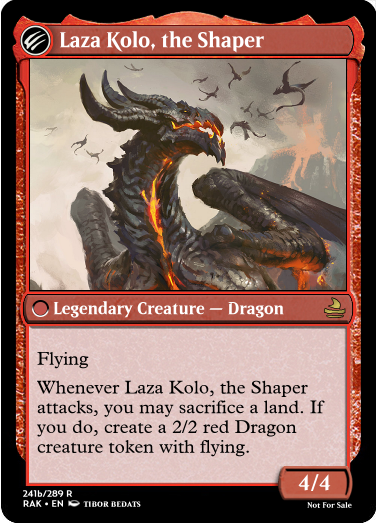 Laza Kolo, the Shaper
Legendary Creature — Dragon
Flying
Whenever Laza Kolo, the Shaper
attacks, you may sacrifice a land. If
you do, create a 2/2 red Dragon
creature token with flying.
4/4
241b/289 R
RAK • EN TIBOR BEDATS
Not For Sale